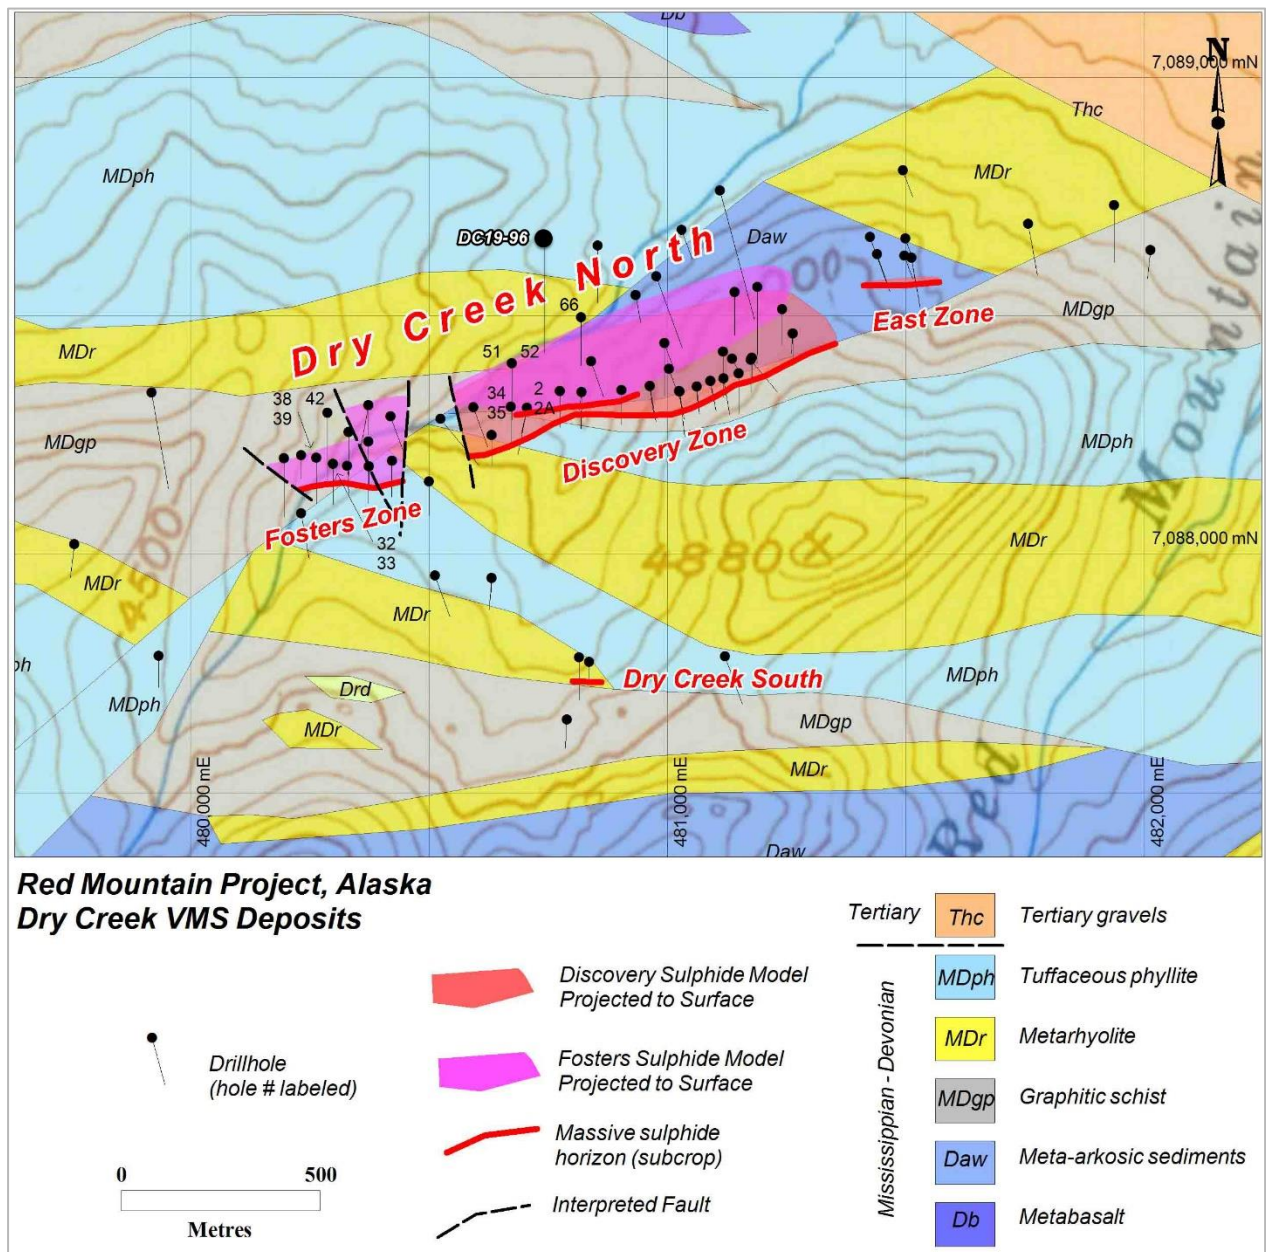 Db
N
7,089,000 mN
Thc
MDph
MDr
DC19-96
Daw
Dry Creek North
66
MDgp
East Zone
MDr
51 52
38 42
39
34 2
35 2A
MDgp
Discovery Zone
MDph
Mountain
Fosters Zone
32
33
4500
4880
MDr
7,088,000 mN
MDr
MDr
ph
Dry Creek South
MDph
MDph
Drd
MDr
MDgp
MDr
Red
480,000 mE
481,000 mE
482,000 mE
Daw
Red Mountain Project, Alaska
Dry Creek VMS Deposits
Drillhole
(hole # labeled)
0 500
Metres
Discovery Sulphide Model
Projected to Surface
Fosters Sulphide Model
Projected to Surface
Massive sulphide
horizon (subcrop)
Interpreted Fault
Tertiary
Mississippian - Devonian
Thc Tertiary gravels
MDph Tuffaceous phyllite
MDr Metarhyolite
MDgp Graphitic schist
Daw Meta-arkosic sediments
Db Metabasalt